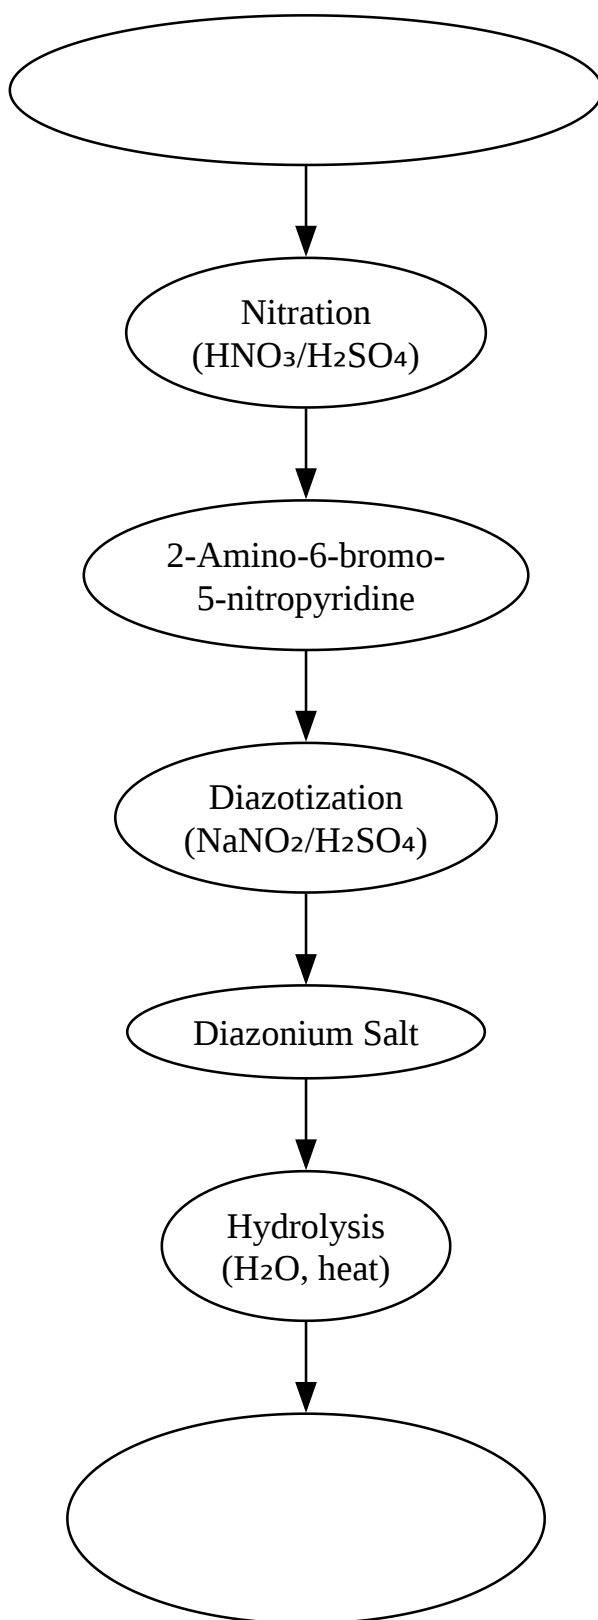 Nitration
(HNO₃/H₂SO₄)
2-Amino-6-bromo-
5-nitropyridine
Diazotization
(NaNO₂/H₂SO₄)
Diazonium Salt
Hydrolysis
(H₂O, heat)